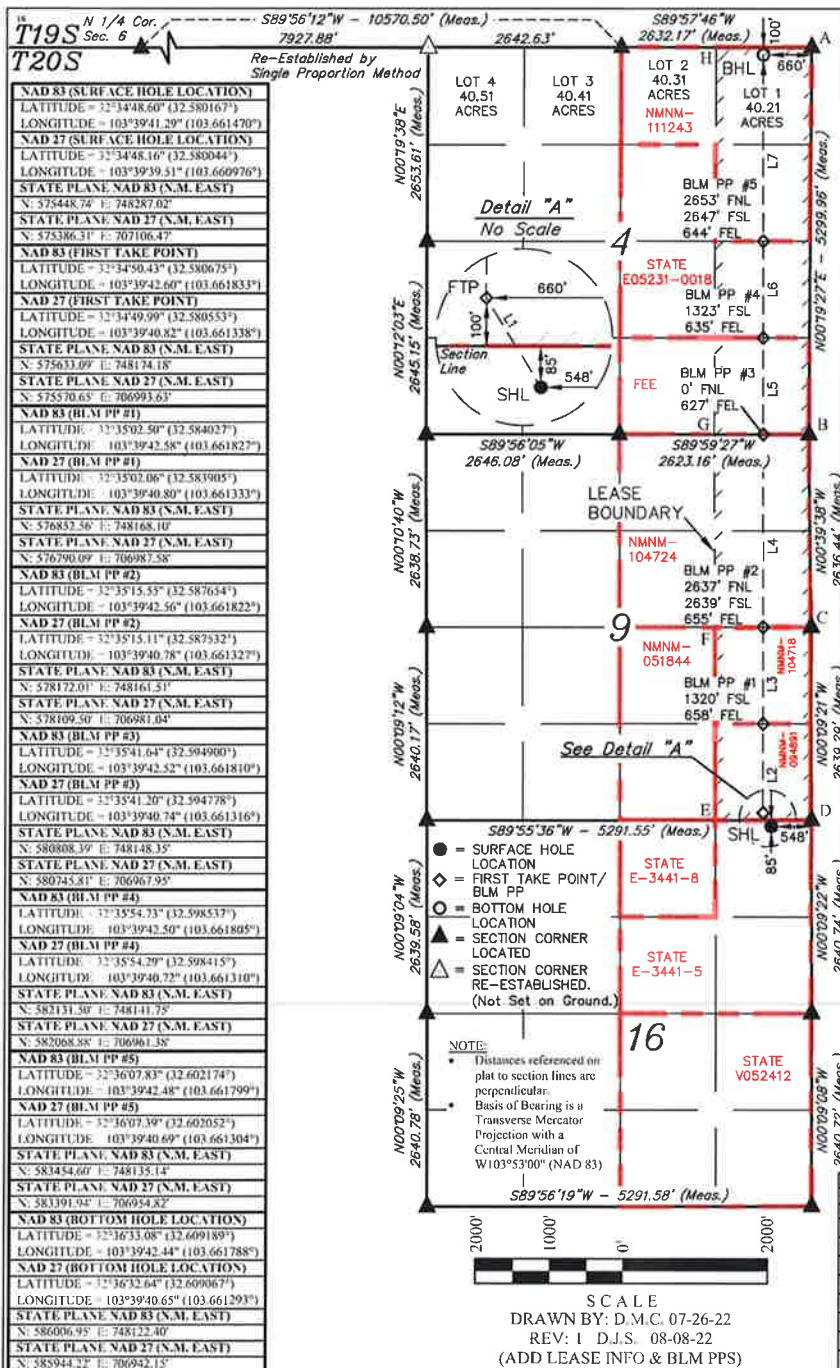 18
T19S
T20S
N 1/4 Cor.
Sec. 6
S89°56'12"W - 10570.50' (Meas.)
7927.88'
2642.63'
S89°57'46"W
2632.17' (Meas.)
Re-Established by
Single Proportion Method
NAD 83 (SURFACE HOLE LOCATION)
LATITUDE = 32°34'48.60" (32.580167°)
LONGITUDE = 103°39'41.29" (103.661470°)
NAD 27 (SURFACE HOLE LOCATION)
LATITUDE = 32°34'48.16" (32.580044°)
LONGITUDE = 103°39'39.51" (103.660976°)
STATE PLANE NAD 83 (N.M. EAST)
N: 575448.74' E: 748287.02'
STATE PLANE NAD 27 (N.M. EAST)
N: 575386.31' E: 707106.47'
NAD 83 (FIRST TAKE POINT)
LATITUDE = 32°34'50.43" (32.580675°)
LONGITUDE = 103°39'42.60" (103.661833°)
NAD 27 (FIRST TAKE POINT)
LATITUDE = 32°34'49.99" (32.580553°)
LONGITUDE = 103°39'40.82" (103.661338°)
STATE PLANE NAD 83 (N.M. EAST)
N: 575633.09' E: 748174.18'
STATE PLANE NAD 27 (N.M. EAST)
N: 575570.65' E: 706993.63'
NAD 83 (BLM PP #1)
LATITUDE = 32°35'02.50" (32.584027°)
LONGITUDE = 103°39'42.58" (103.661827°)
NAD 27 (BLM PP #1)
LATITUDE = 32°35'02.06" (32.583905°)
LONGITUDE = 103°39'40.80" (103.661333°)
STATE PLANE NAD 83 (N.M. EAST)
N: 576852.56' E: 748168.10'
STATE PLANE NAD 27 (N.M. EAST)
N: 576790.09' E: 706987.58'
NAD 83 (BLM PP #2)
LATITUDE = 32°35'15.55" (32.587654°)
LONGITUDE = 103°39'42.56" (103.661822°)
NAD 27 (BLM PP #2)
LATITUDE = 32°35'15.11" (32.587532°)
LONGITUDE = 103°39'40.78" (103.661327°)
STATE PLANE NAD 83 (N.M. EAST)
N: 578172.01' E: 748161.51'
STATE PLANE NAD 27 (N.M. EAST)
N: 578109.50' E: 706981.04'
NAD 83 (BLM PP #3)
LATITUDE = 32°35'41.64" (32.594900°)
LONGITUDE = 103°39'42.52" (103.661810°)
NAD 27 (BLM PP #3)
LATITUDE = 32°35'41.20" (32.594778°)
LONGITUDE = 103°39'40.74" (103.661316°)
STATE PLANE NAD 83 (N.M. EAST)
N: 580808.39' E: 748148.35'
STATE PLANE NAD 27 (N.M. EAST)
N: 580745.81' E: 706967.95'
NAD 83 (BLM PP #4)
LATITUDE = 32°35'54.73" (32.598537°)
LONGITUDE = 103°39'42.50" (103.661805°)
NAD 27 (BLM PP #4)
LATITUDE = 32°35'54.29" (32.598415°)
LONGITUDE = 103°39'40.72" (103.661310°)
STATE PLANE NAD 83 (N.M. EAST)
N: 582131.50' E: 748141.75'
STATE PLANE NAD 27 (N.M. EAST)
N: 582068.88' E: 706961.38'
NAD 83 (BLM PP #5)
LATITUDE = 32°36'07.83" (32.602174°)
LONGITUDE = 103°39'42.48" (103.661799°)
NAD 27 (BLM PP #5)
LATITUDE = 32°36'07.39" (32.602052°)
LONGITUDE = 103°39'40.69" (103.661304°)
STATE PLANE NAD 83 (N.M. EAST)
N: 583454.60' E: 748135.14'
STATE PLANE NAD 27 (N.M. EAST)
N: 583391.94' E: 706954.82'
NAD 83 (BOTTOM HOLE LOCATION)
LATITUDE = 32°36'33.08" (32.609189°)
LONGITUDE = 103°39'42.44" (103.661788°)
NAD 27 (BOTTOM HOLE LOCATION)
LATITUDE = 32°36'32.64" (32.609067°)
LONGITUDE = 103°39'40.65" (103.661293°)
STATE PLANE NAD 83 (N.M. EAST)
N: 586006.95' E: 748122.40'
STATE PLANE NAD 27 (N.M. EAST)
N: 585944.22' E: 706942.15'
LOT 4
40.51
ACRES
LOT 3
40.41
ACRES
LOT 2
40.31
ACRES
NMNM-
111243
H
BHL
100'
A
660'
LOT 1
40.21
ACRES
L7
N00°19'38"E
2653.61' (Meas.)
Detail "A"
No Scale
FTP
660'
100'
L1
Section
Line
85'
548'
SHL
4
BLM PP #5
2653' FNL
2647' FSL
644' FEL
STATE
E05231-0018
L6
BLM PP #4
1323' FSL
635' FEL
N00°19'27"E - 5299.96' (Meas.)
N00°12'03"E
2645.15' (Meas.)
FEE
BLM PP #3
0' FNL
627' FEL
L5
G
B
S89°56'05"W
2646.08' (Meas.)
S89°59'27"W
2623.16' (Meas.)
LEASE
BOUNDARY
NMNM-
104724
L4
BLM PP #2
2637' FNL
2639' FSL
655' FEL
N00°10'40"W
2638.73' (Meas.)
N00°39'38"W
2636.44' (Meas.)
9
F
C
NMNM-
051844
NMNM-
104718
BLM PP #1
1320' FSL
658' FEL
L3
See Detail "A"
NMNM-
094891
L2
N00°09'12"W
2640.17' (Meas.)
N00°09'21"W
2639.29' (Meas.)
E
D
SHL
548'
85'
S89°55'36"W - 5291.55' (Meas.)
● = SURFACE HOLE
LOCATION
◇ = FIRST TAKE POINT/
BLM PP
○ = BOTTOM HOLE
LOCATION
▲ = SECTION CORNER
LOCATED
△ = SECTION CORNER
RE-ESTABLISHED.
(Not Set on Ground.)
STATE
E-3441-8
STATE
E-3441-5
N00°09'04"W
2639.58' (Meas.)
N00°09'22"W
2640.74' (Meas.)
16
STATE
V052412
NOTE:
• Distances referenced on
plat to section lines are
perpendicular.
• Basis of Bearing is a
Transverse Mercator
Projection with a
Central Meridian of
W103°53'00" (NAD 83)
N00°09'25"W
2640.78' (Meas.)
N00°09'08"W
2640.72' (Meas.)
S89°56'19"W - 5291.58' (Meas.)
2000'
1000'
0'
2000'
SCALE
DRAWN BY: D.M.C. 07-26-22
REV: 1 D.J.S. 08-08-22
(ADD LEASE INFO & BLM PPS)